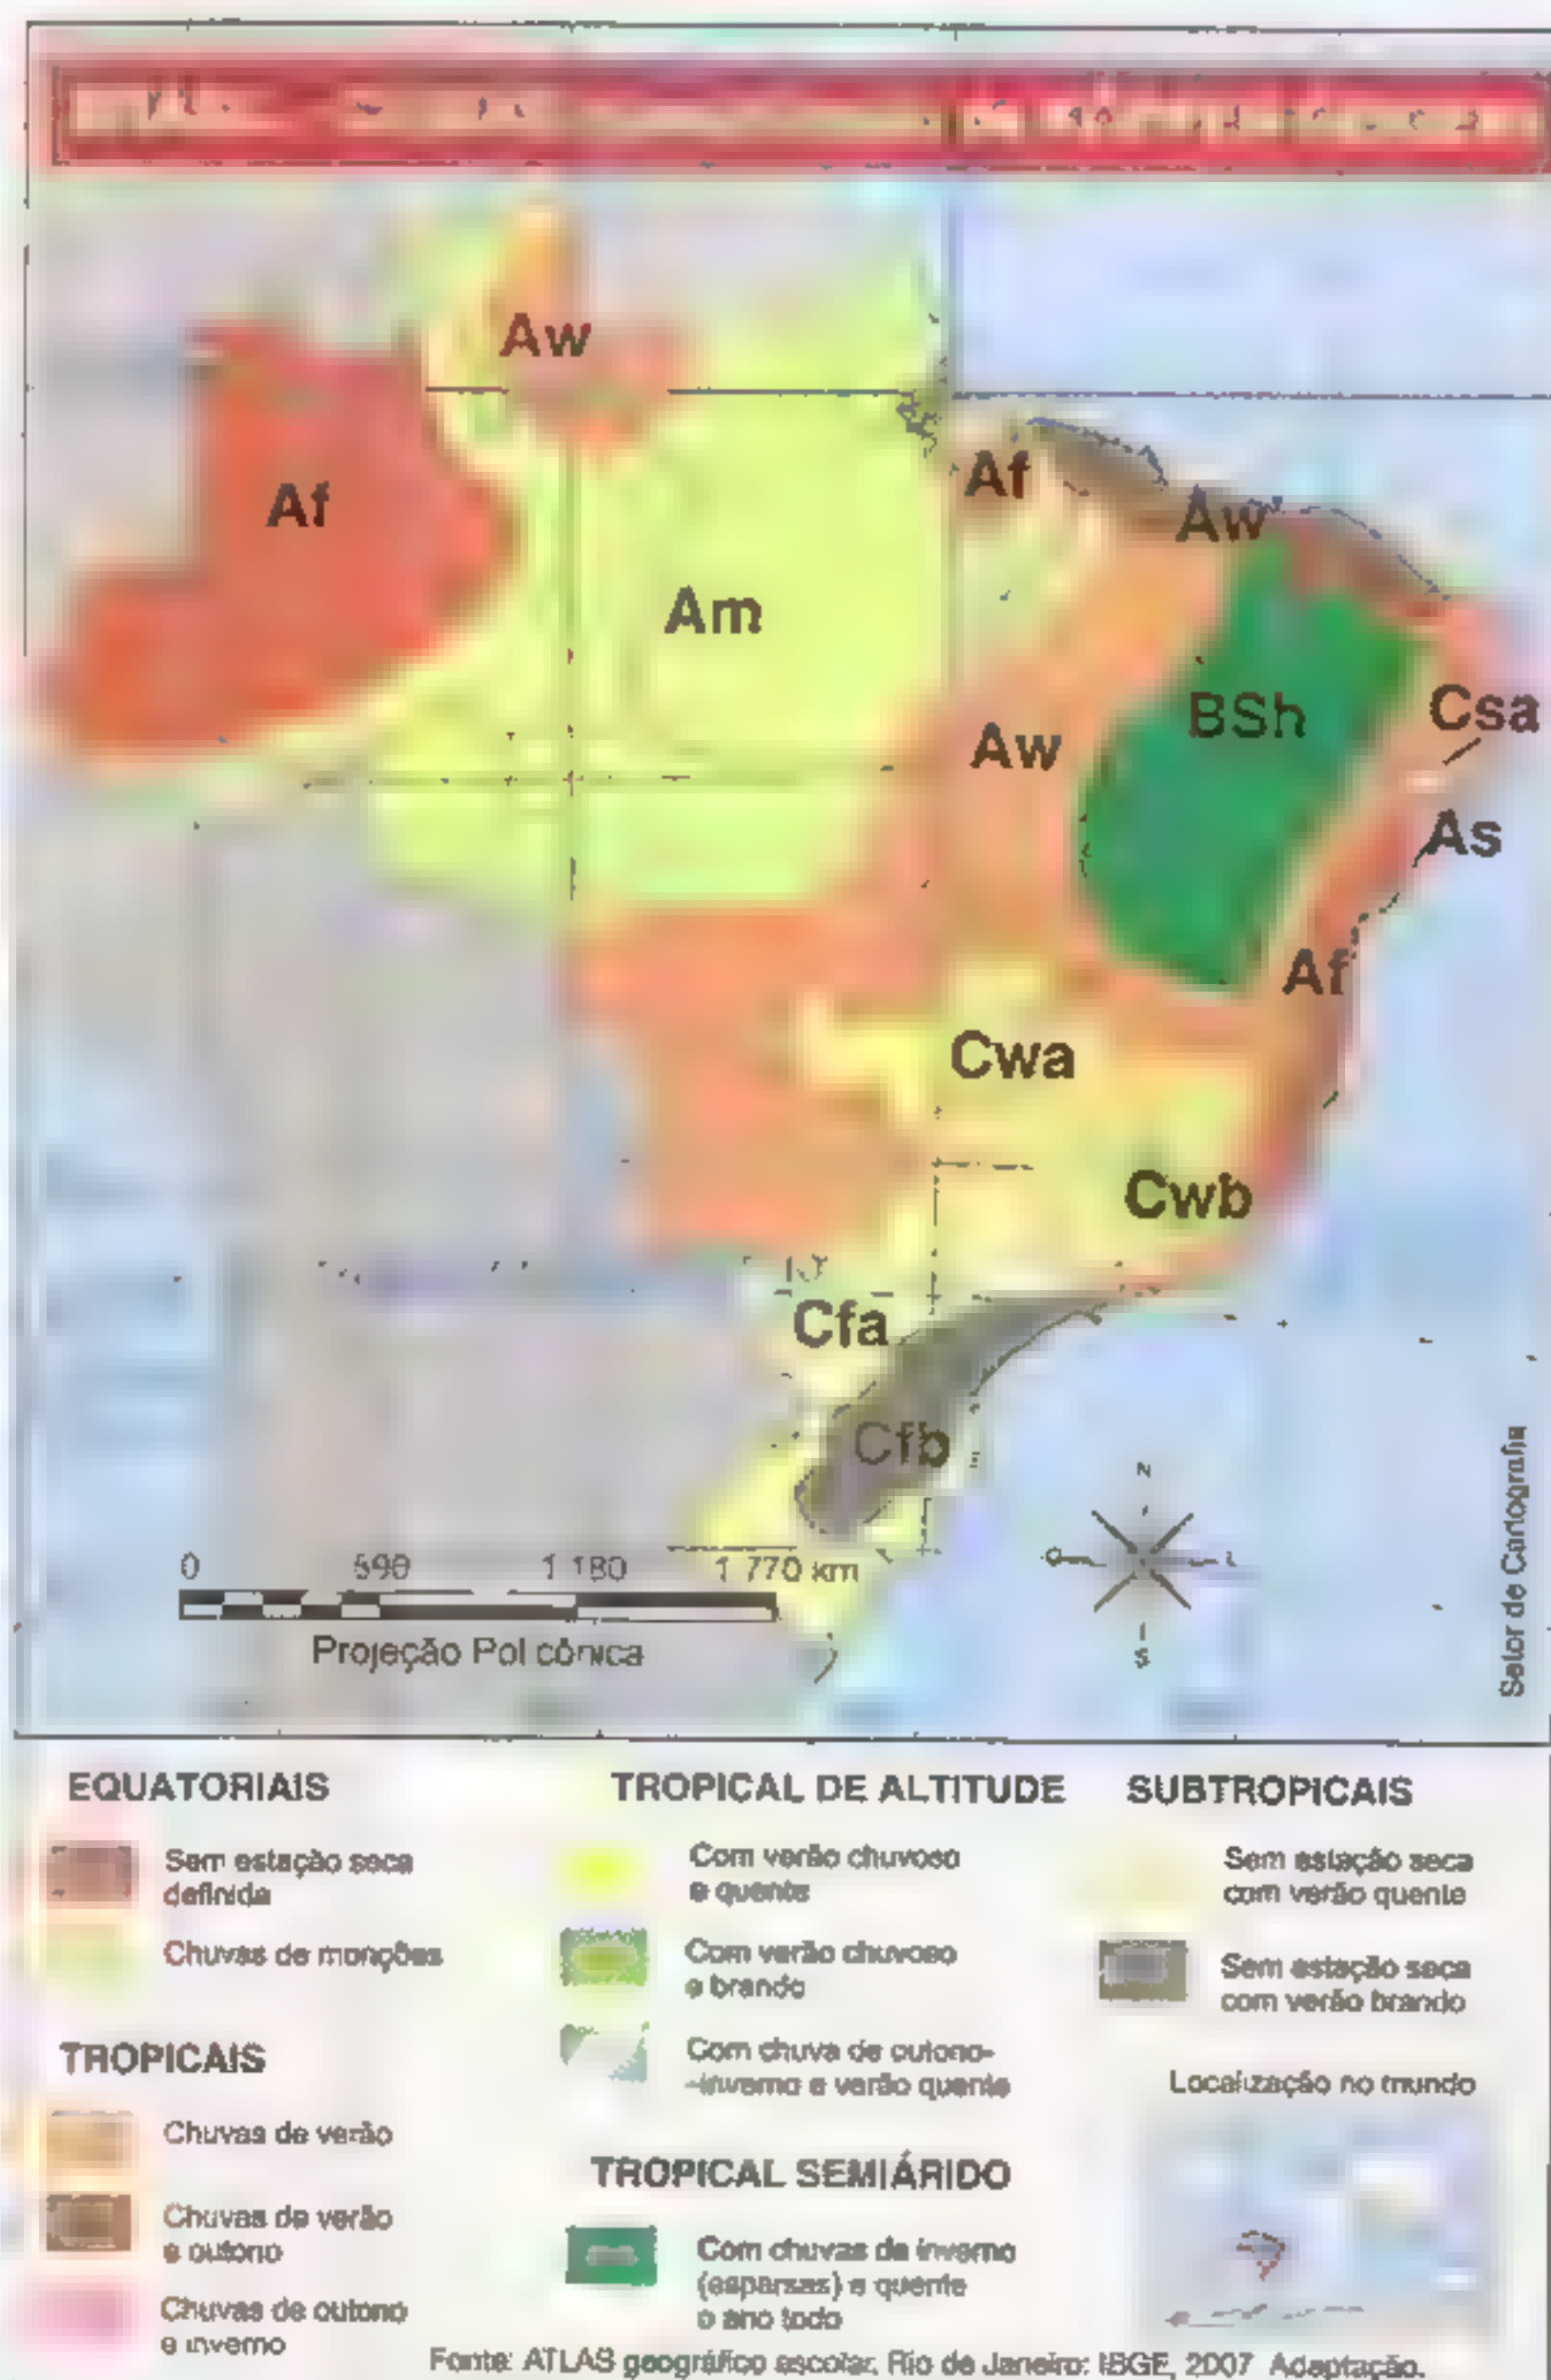 Aw
Af
Af
Aw
Am
BSh
Csa
Aw
As
Af
Cwa
Cwb
Cfa
Cfb
N
O
L
S
0 590 1 180 1 770 km
Projeção Pol cônica
Setor de Cartografia
EQUATORIAIS
Sem estação seca
definida
Chuvas de monções
TROPICAIS
Chuvas de verão
Chuvas de verão
e outono
Chuvas de outono
e inverno
TROPICAL DE ALTITUDE
Com verão chuvoso
e quente
Com verão chuvoso
e brando
Com chuva de outono-
-inverno e verão quente
TROPICAL SEMIÁRIDO
Com chuvas de inverno
(esparsas) e quente
o ano todo
SUBTROPICAIS
Sem estação seca
com verão quente
Sem estação seca
com verão brando
Localização no mundo
Fonte: ATLAS geográfico escolar. Rio de Janeiro: IBGE, 2007. Adaptação.